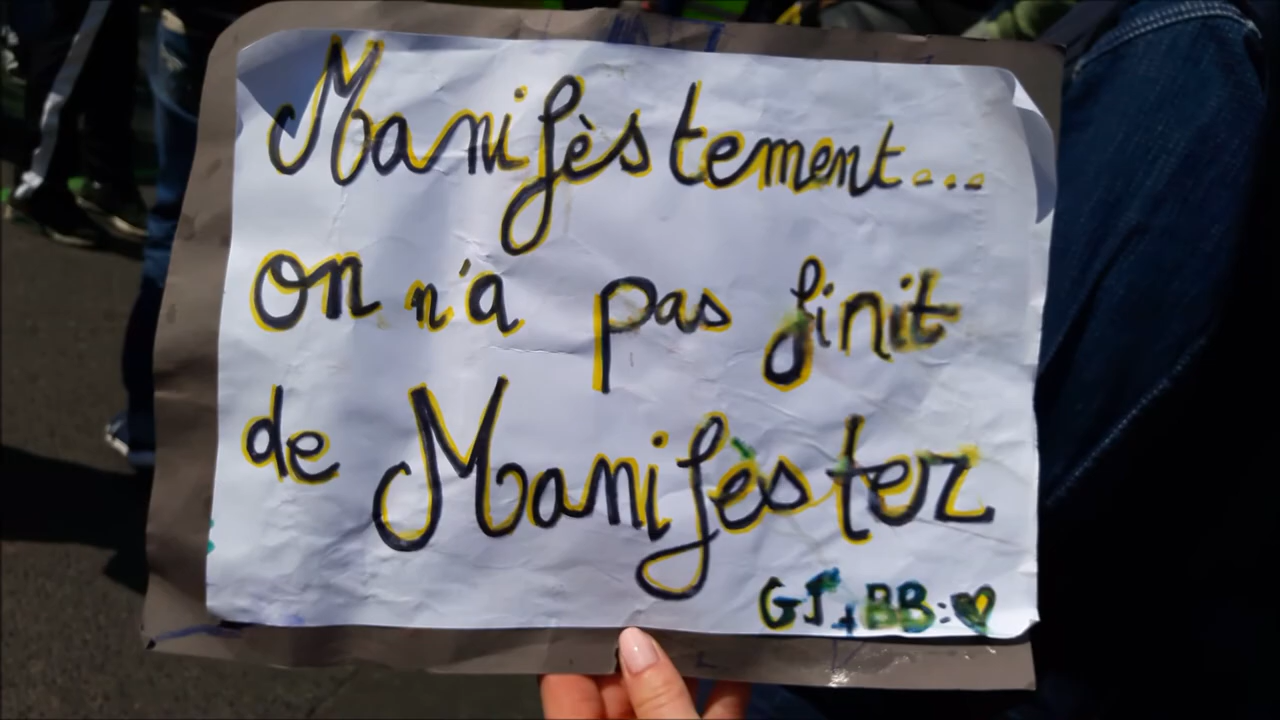 Manifèstement...
on n'a pas finit
de Manifèster
GJ + BB: ♥